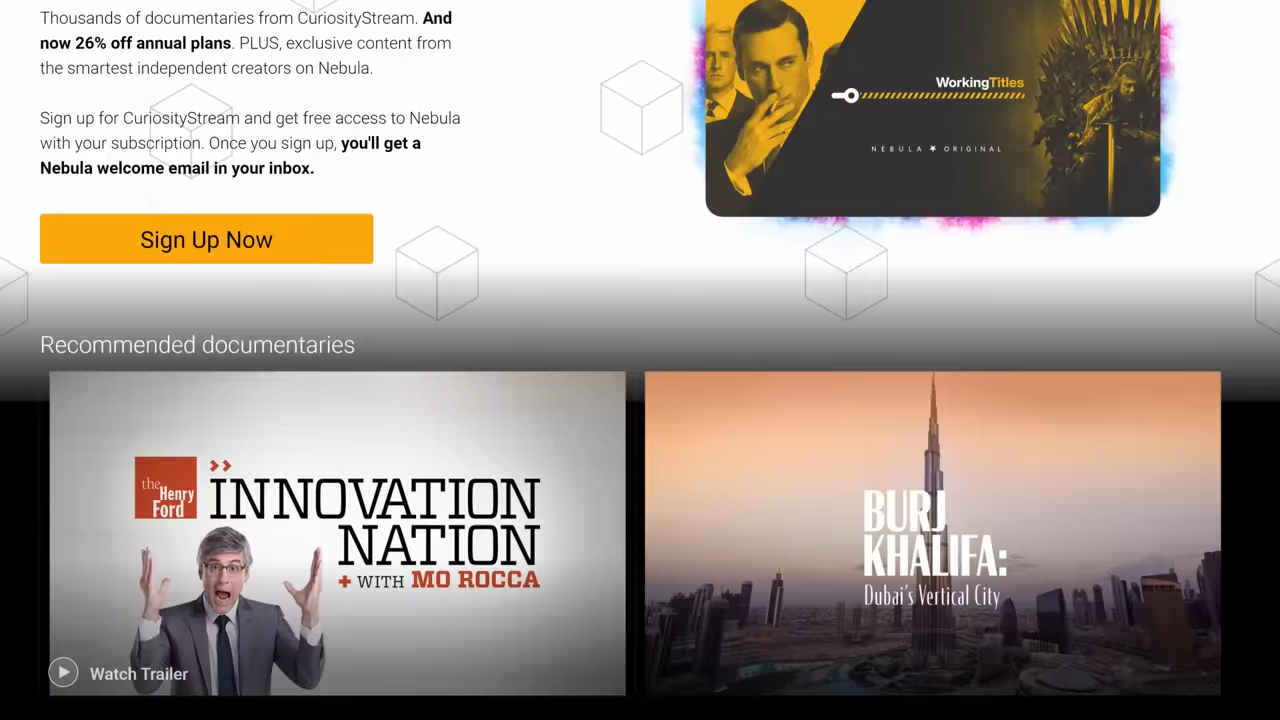 Thousands of documentaries from CuriosityStream. And
now 26% off annual plans. PLUS, exclusive content from
the smartest independent creators on Nebula.
Sign up for CuriosityStream and get free access to Nebula
with your subscription. Once you sign up, you'll get a
Nebula welcome email in your inbox.
Sign Up Now
WorkingTitles
NEBULA ★ ORIGINAL
Recommended documentaries
the
Henry
Ford
INNOVATION
NATION
+ WITH MO ROCCA
Watch Trailer
BURJ
KHALIFA:
Dubai's Vertical City